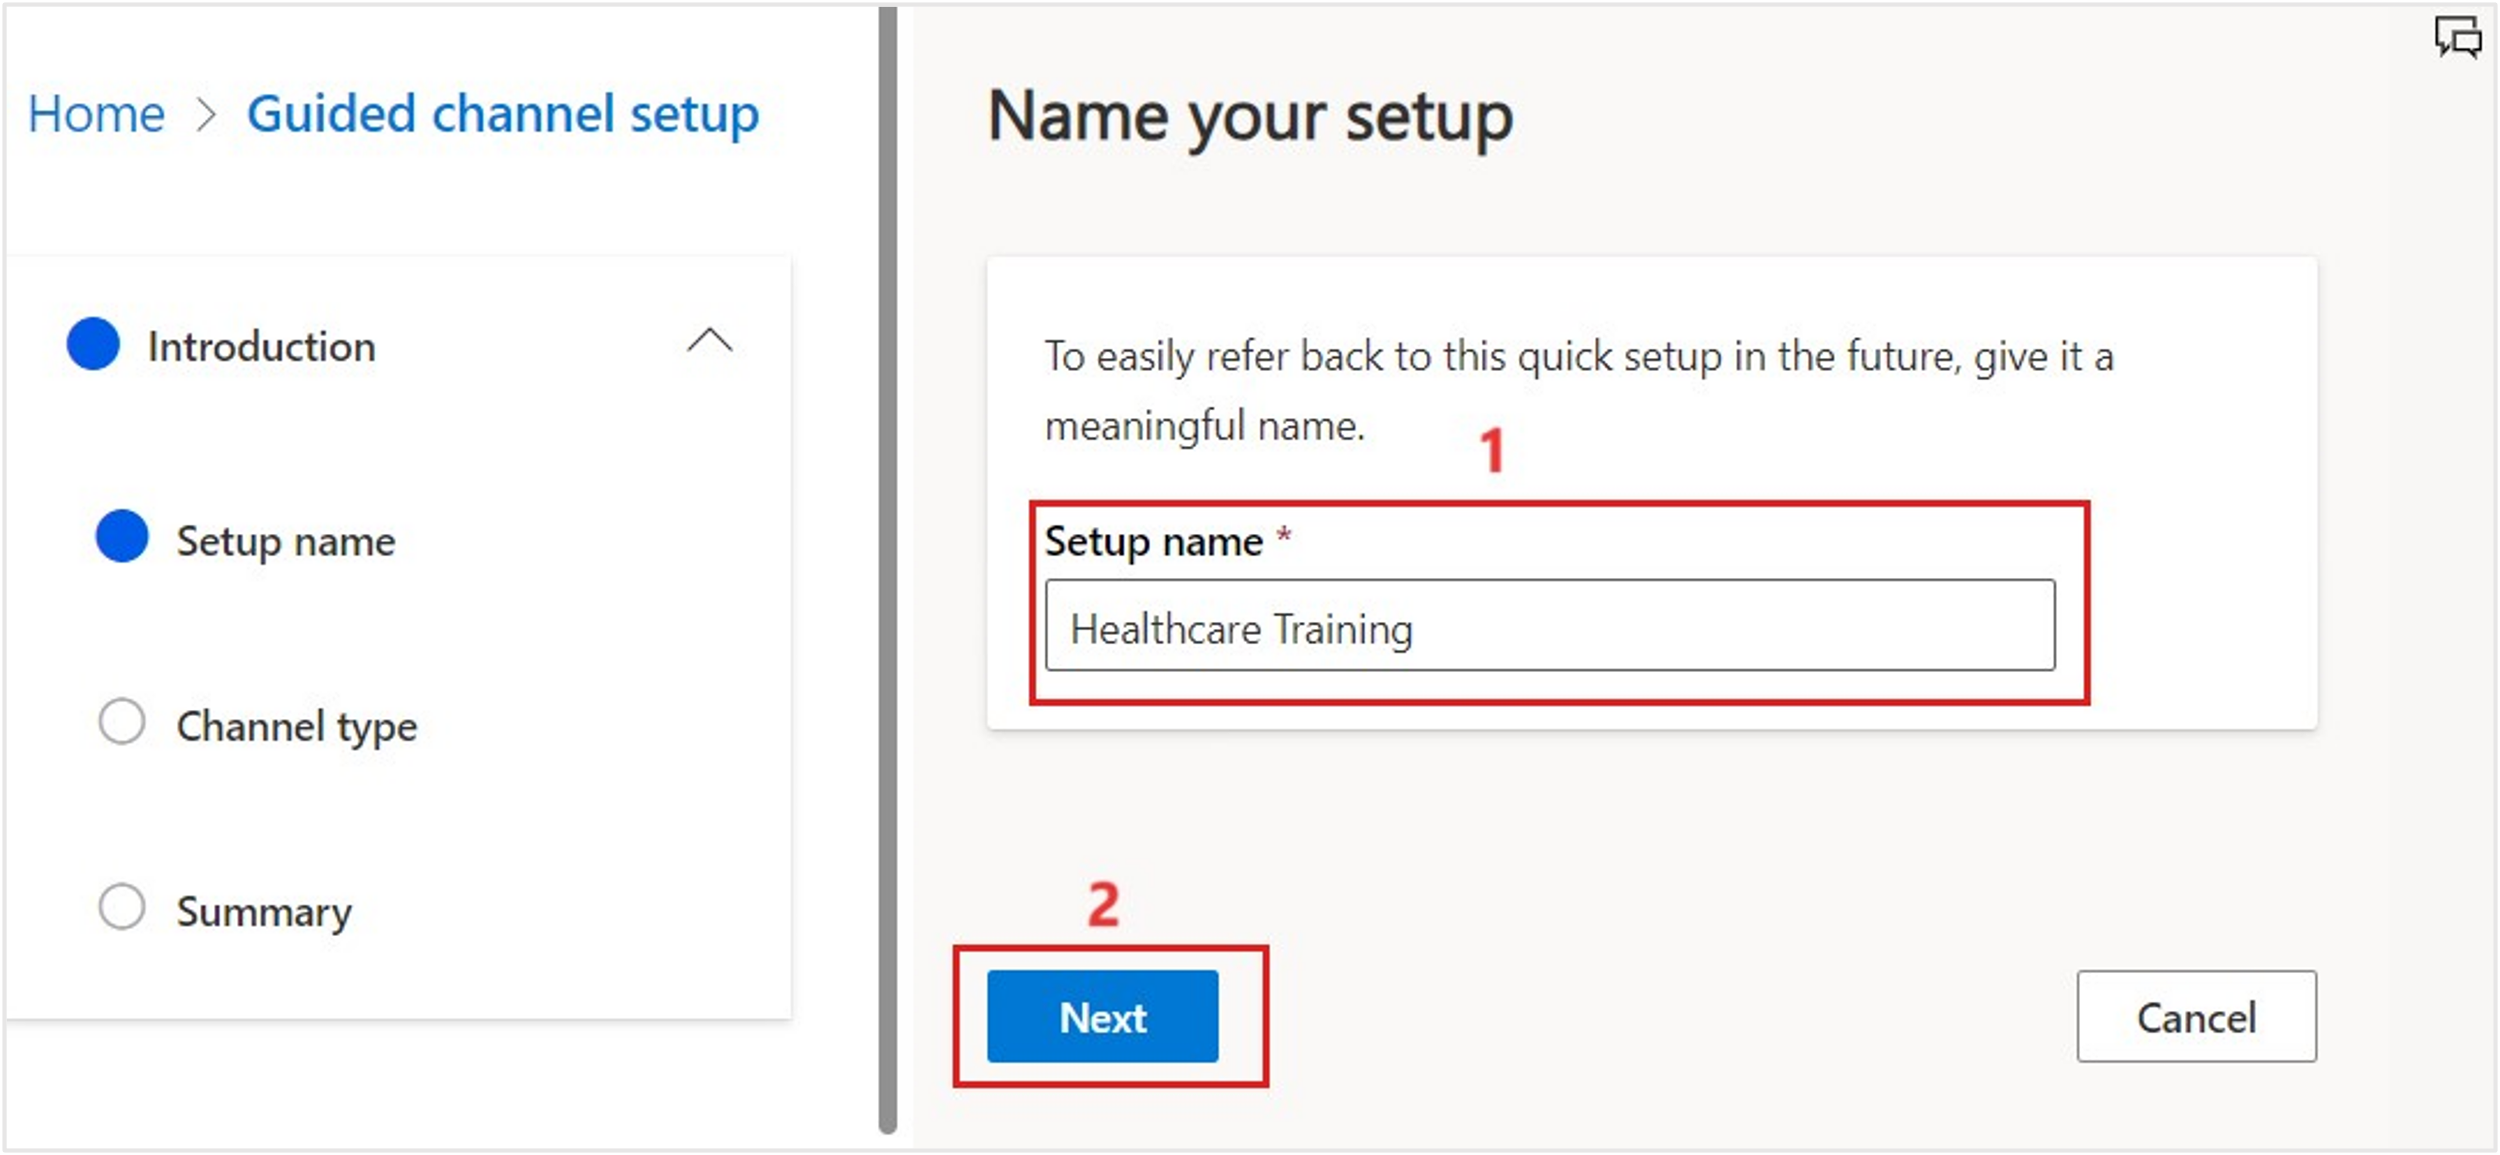 Home > Guided channel setup
Introduction
Setup name
Channel type
Summary
Name your setup
To easily refer back to this quick setup in the future, give it a
meaningful name.
1
Setup name *
Healthcare Training
2
Next
Cancel